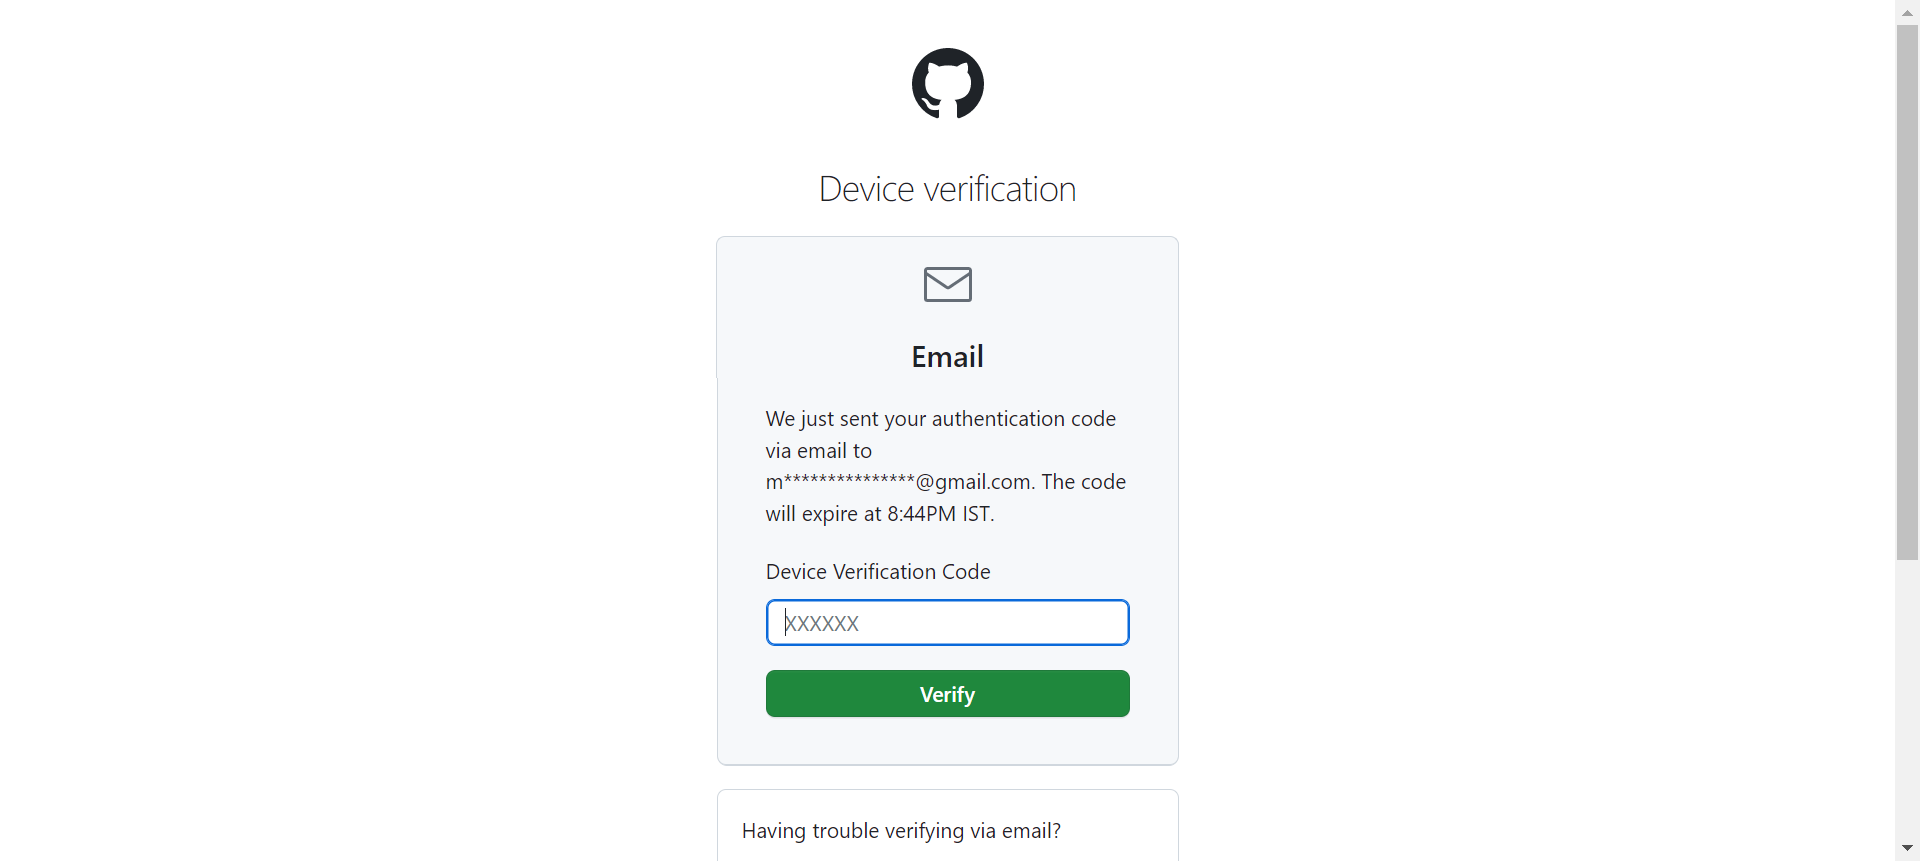 Device verification
Email
We just sent your authentication code
via email to
m***************@gmail.com. The code
will expire at 8:44PM IST.
Device Verification Code
XXXXXX
Verify
Having trouble verifying via email?